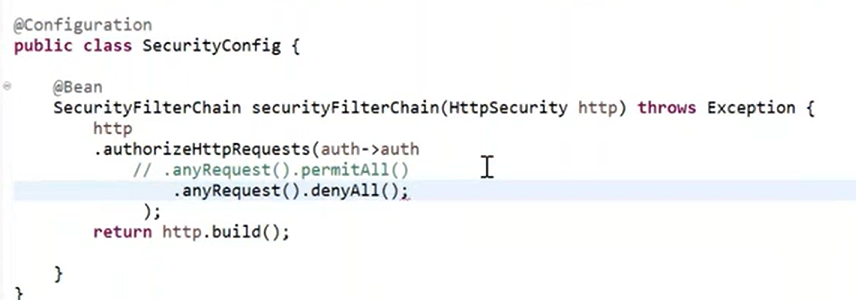 @Configuration
public class SecurityConfig {
@Bean
SecurityFilterChain securityFilterChain(HttpSecurity http) throws Exception {
http
.authorizeHttpRequests(auth->auth
// .anyRequest().permitAll()
.anyRequest().denyAll();
);
return http.build();
}
}